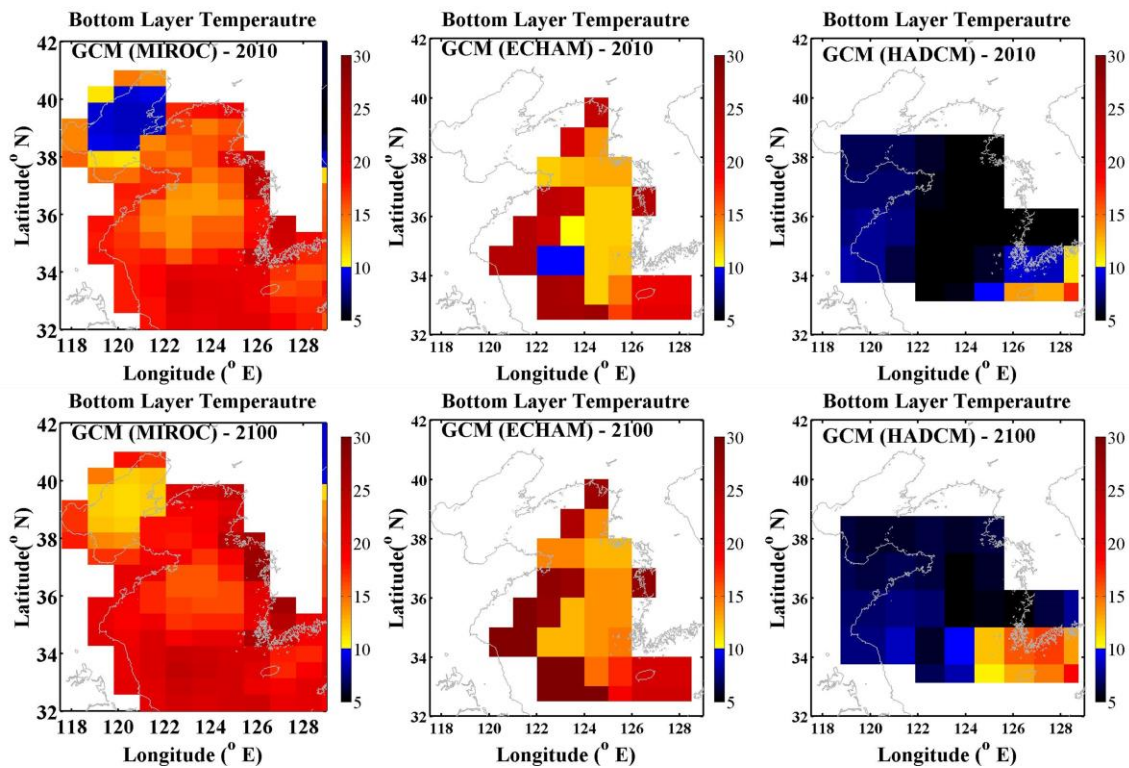 Bottom Layer Temperautre
GCM (MIROC) - 2010
42
40
38
36
34
32
Latitude(° N)
118 120 122 124 126 128
Longitude (° E)
30
25
20
15
10
5
Bottom Layer Temperautre
GCM (ECHAM) - 2010
42
40
38
36
34
32
Latitude(° N)
118 120 122 124 126 128
Longitude (° E)
30
25
20
15
10
5
Bottom Layer Temperautre
GCM (HADCM) - 2010
42
40
38
36
34
32
Latitude(° N)
118 120 122 124 126 128
Longitude (° E)
30
25
20
15
10
5
Bottom Layer Temperautre
GCM (MIROC) - 2100
42
40
38
36
34
32
Latitude(° N)
118 120 122 124 126 128
Longitude (° E)
30
25
20
15
10
5
Bottom Layer Temperautre
GCM (ECHAM) - 2100
42
40
38
36
34
32
Latitude(° N)
118 120 122 124 126 128
Longitude (° E)
30
25
20
15
10
5
Bottom Layer Temperautre
GCM (HADCM) - 2100
42
40
38
36
34
32
Latitude(° N)
118 120 122 124 126 128
Longitude (° E)
30
25
20
15
10
5